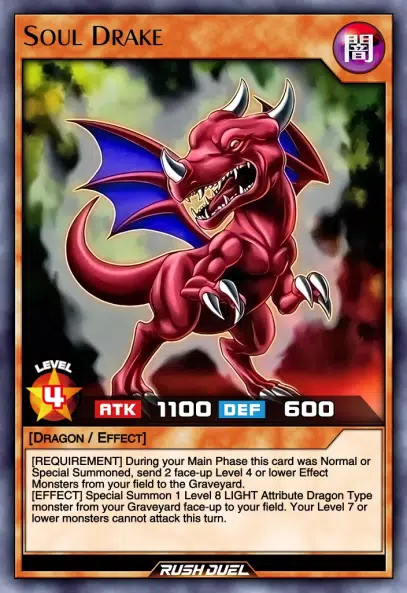 Soul Drake
闇
LEVEL
4
ATK 1100 DEF 600
[Dragon / Effect]
[REQUIREMENT] During your Main Phase this card was Normal or
Special Summoned, send 2 face-up Level 4 or lower Effect
Monsters from your field to the Graveyard.
[EFFECT] Special Summon 1 Level 8 LIGHT Attribute Dragon Type
monster from your Graveyard face-up to your field. Your Level 7 or
lower monsters cannot attack this turn.
RUSH DUEL